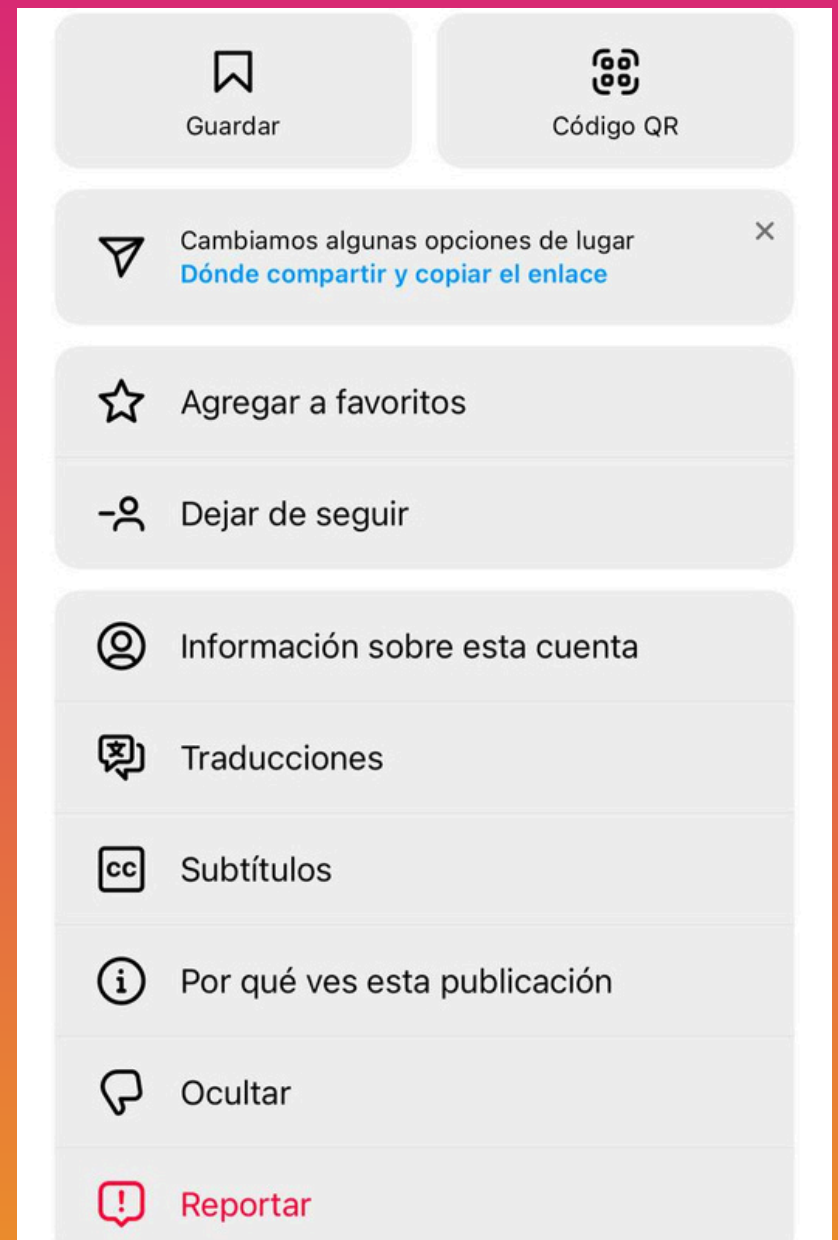 Guardar
Código QR
Cambiamos algunas opciones de lugar
Dónde compartir y copiar el enlace
Agregar a favoritos
Dejar de seguir
Información sobre esta cuenta
Traducciones
CC
Subtítulos
Por qué ves esta publicación
Ocultar
Reportar